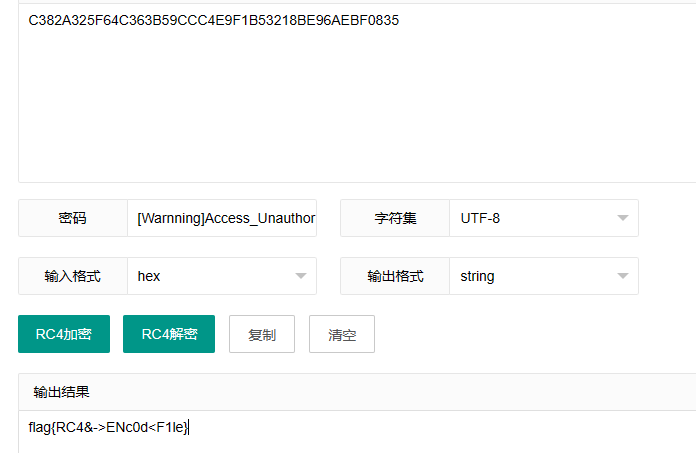 C382A325F64C363B59CCC4E9F1B53218BE96AEBF0835
密码 [Warnning]Access_Unauthor 字符集 UTF-8
输入格式 hex 输出格式 string
RC4加密 RC4解密 复制 清空
输出结果
flag{RC4&->ENc0d<F1le}